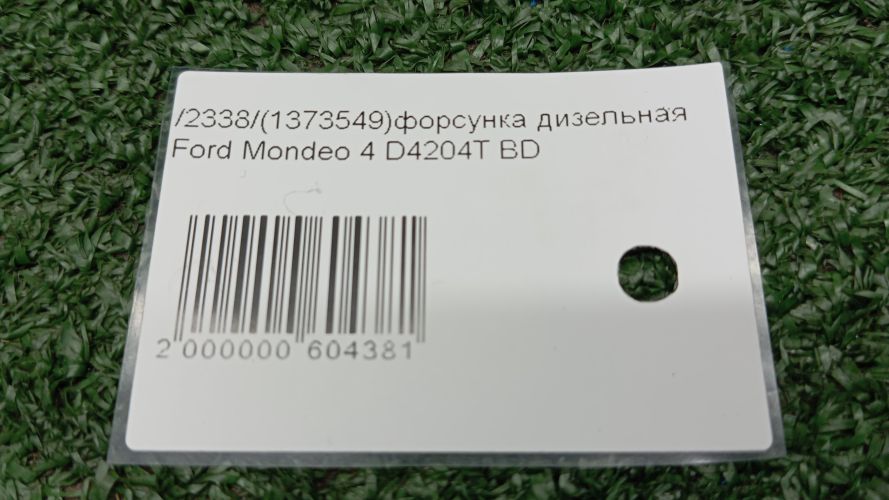 /2338/(1373549)форсунка дизельная
Ford Mondeo 4 D4204T BD
2 000000 604381